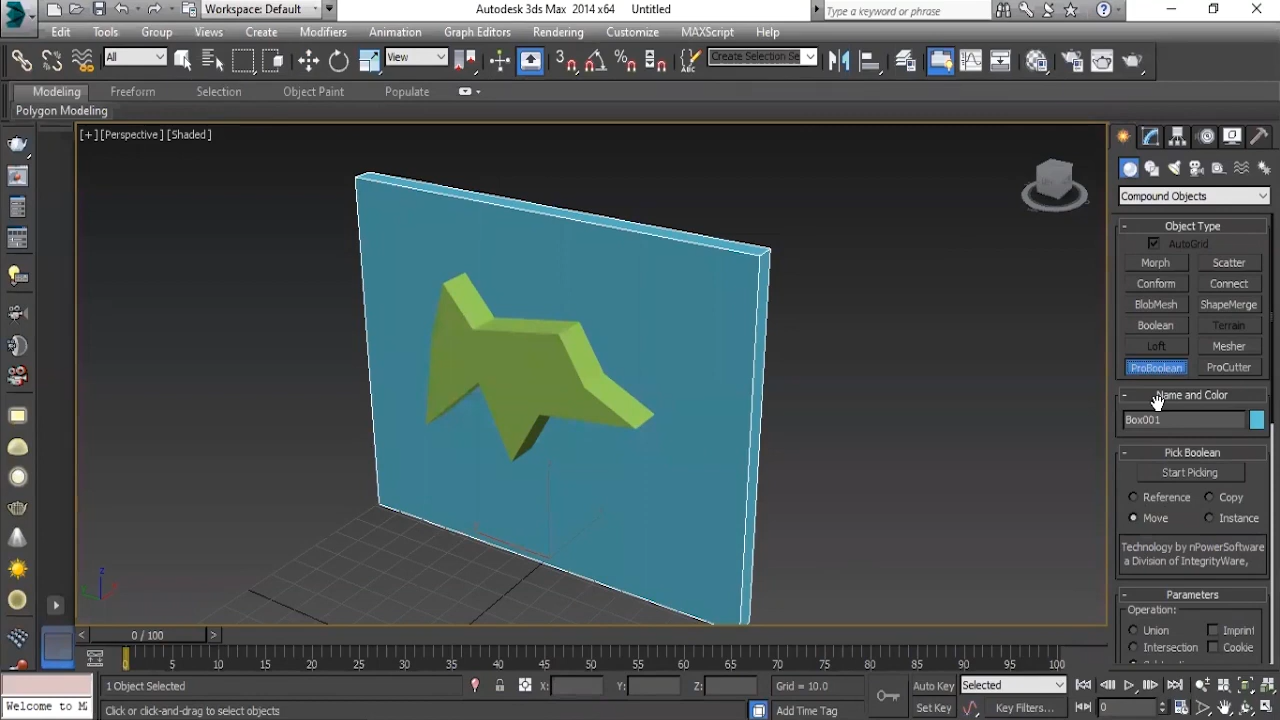 Workspace: Default
Autodesk 3ds Max 2014 x64 Untitled
Type a keyword or phrase
Edit Tools Group Views Create Modifiers Animation Graph Editors Rendering Customize MAXScript Help
All View Create Selection Se
Modeling Freeform Selection Object Paint Populate
Polygon Modeling
[+] [Perspective] [Shaded]
Compound Objects
- Object Type
AutoGrid
Morph Scatter
Conform Connect
BlobMesh ShapeMerge
Boolean Terrain
Loft Mesher
ProBoolean ProCutter
- Name and Color
Box001
- Pick Boolean
Start Picking
Reference Copy
Move Instance
Technology by nPowerSoftware
a Division of IntegrityWare,
- Parameters
Operation:
Union Imprint
Intersection Cookie
z
< 0 / 100 >
0 5 10 15 20 25 30 35 40 45 50 55 60 65 70 75 80 85 90 95 100
1 Object Selected X: Y: Z: Grid = 10.0 Auto Key Selected
Welcome to M Click or click-and-drag to select objects Add Time Tag Set Key Key Filters... 0